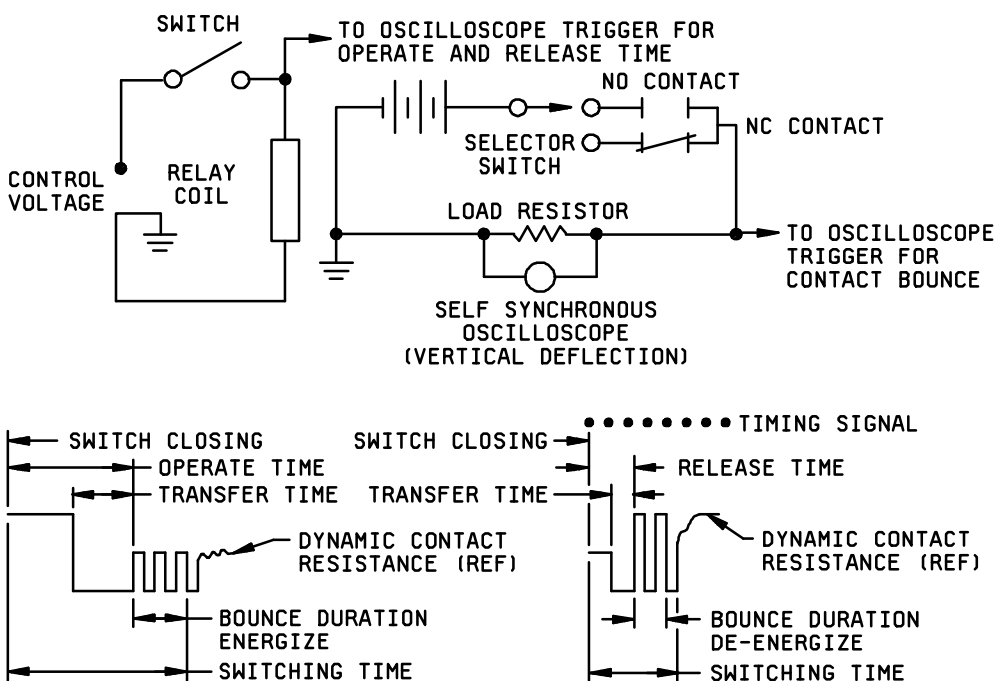 SWITCH
TO OSCILLOSCOPE TRIGGER FOR
OPERATE AND RELEASE TIME
NO CONTACT
NC CONTACT
SELECTOR
SWITCH
CONTROL
VOLTAGE
RELAY
COIL
LOAD RESISTOR
TO OSCILLOSCOPE
TRIGGER FOR
CONTACT BOUNCE
SELF SYNCHRONOUS
OSCILLOSCOPE
(VERTICAL DEFLECTION)
SWITCH CLOSING
OPERATE TIME
TRANSFER TIME
DYNAMIC CONTACT
RESISTANCE (REF)
BOUNCE DURATION
ENERGIZE
SWITCHING TIME
TIMING SIGNAL
SWITCH CLOSING
RELEASE TIME
TRANSFER TIME
DYNAMIC CONTACT
RESISTANCE (REF)
BOUNCE DURATION
DE-ENERGIZE
SWITCHING TIME